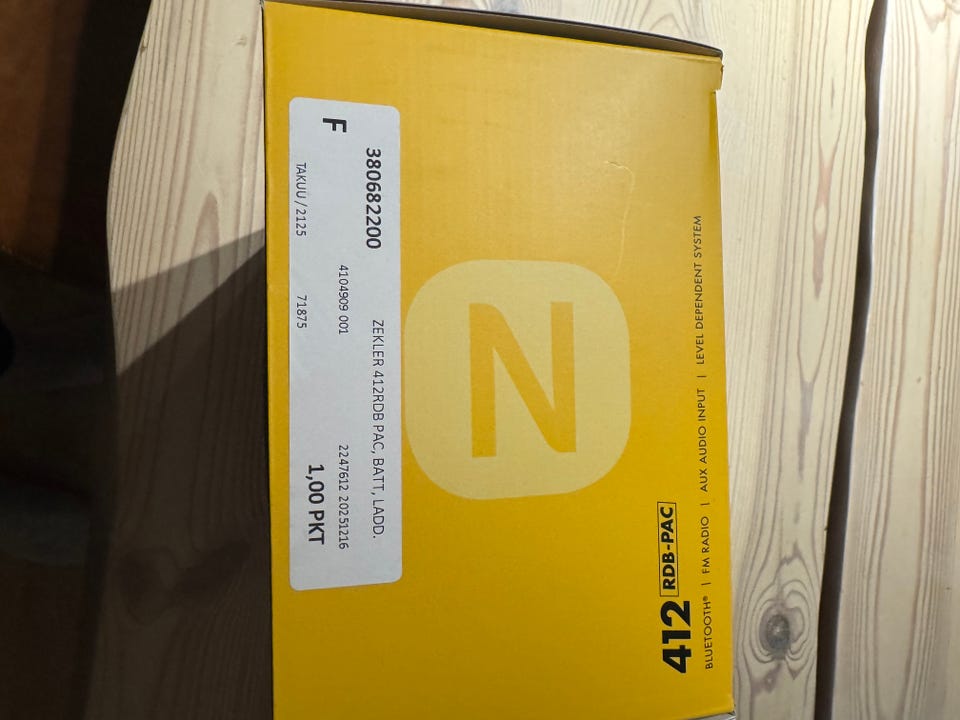 380682200 ZEKLER 412RDB PAC, BATT, LADD.
F 4104909 001 2247612 20251216
TAKUU / 2125 71875 1,00 PKT
Z
412 RDB-PAC
BLUETOOTH® | FM RADIO | AUX AUDIO INPUT | LEVEL DEPENDENT SYSTEM